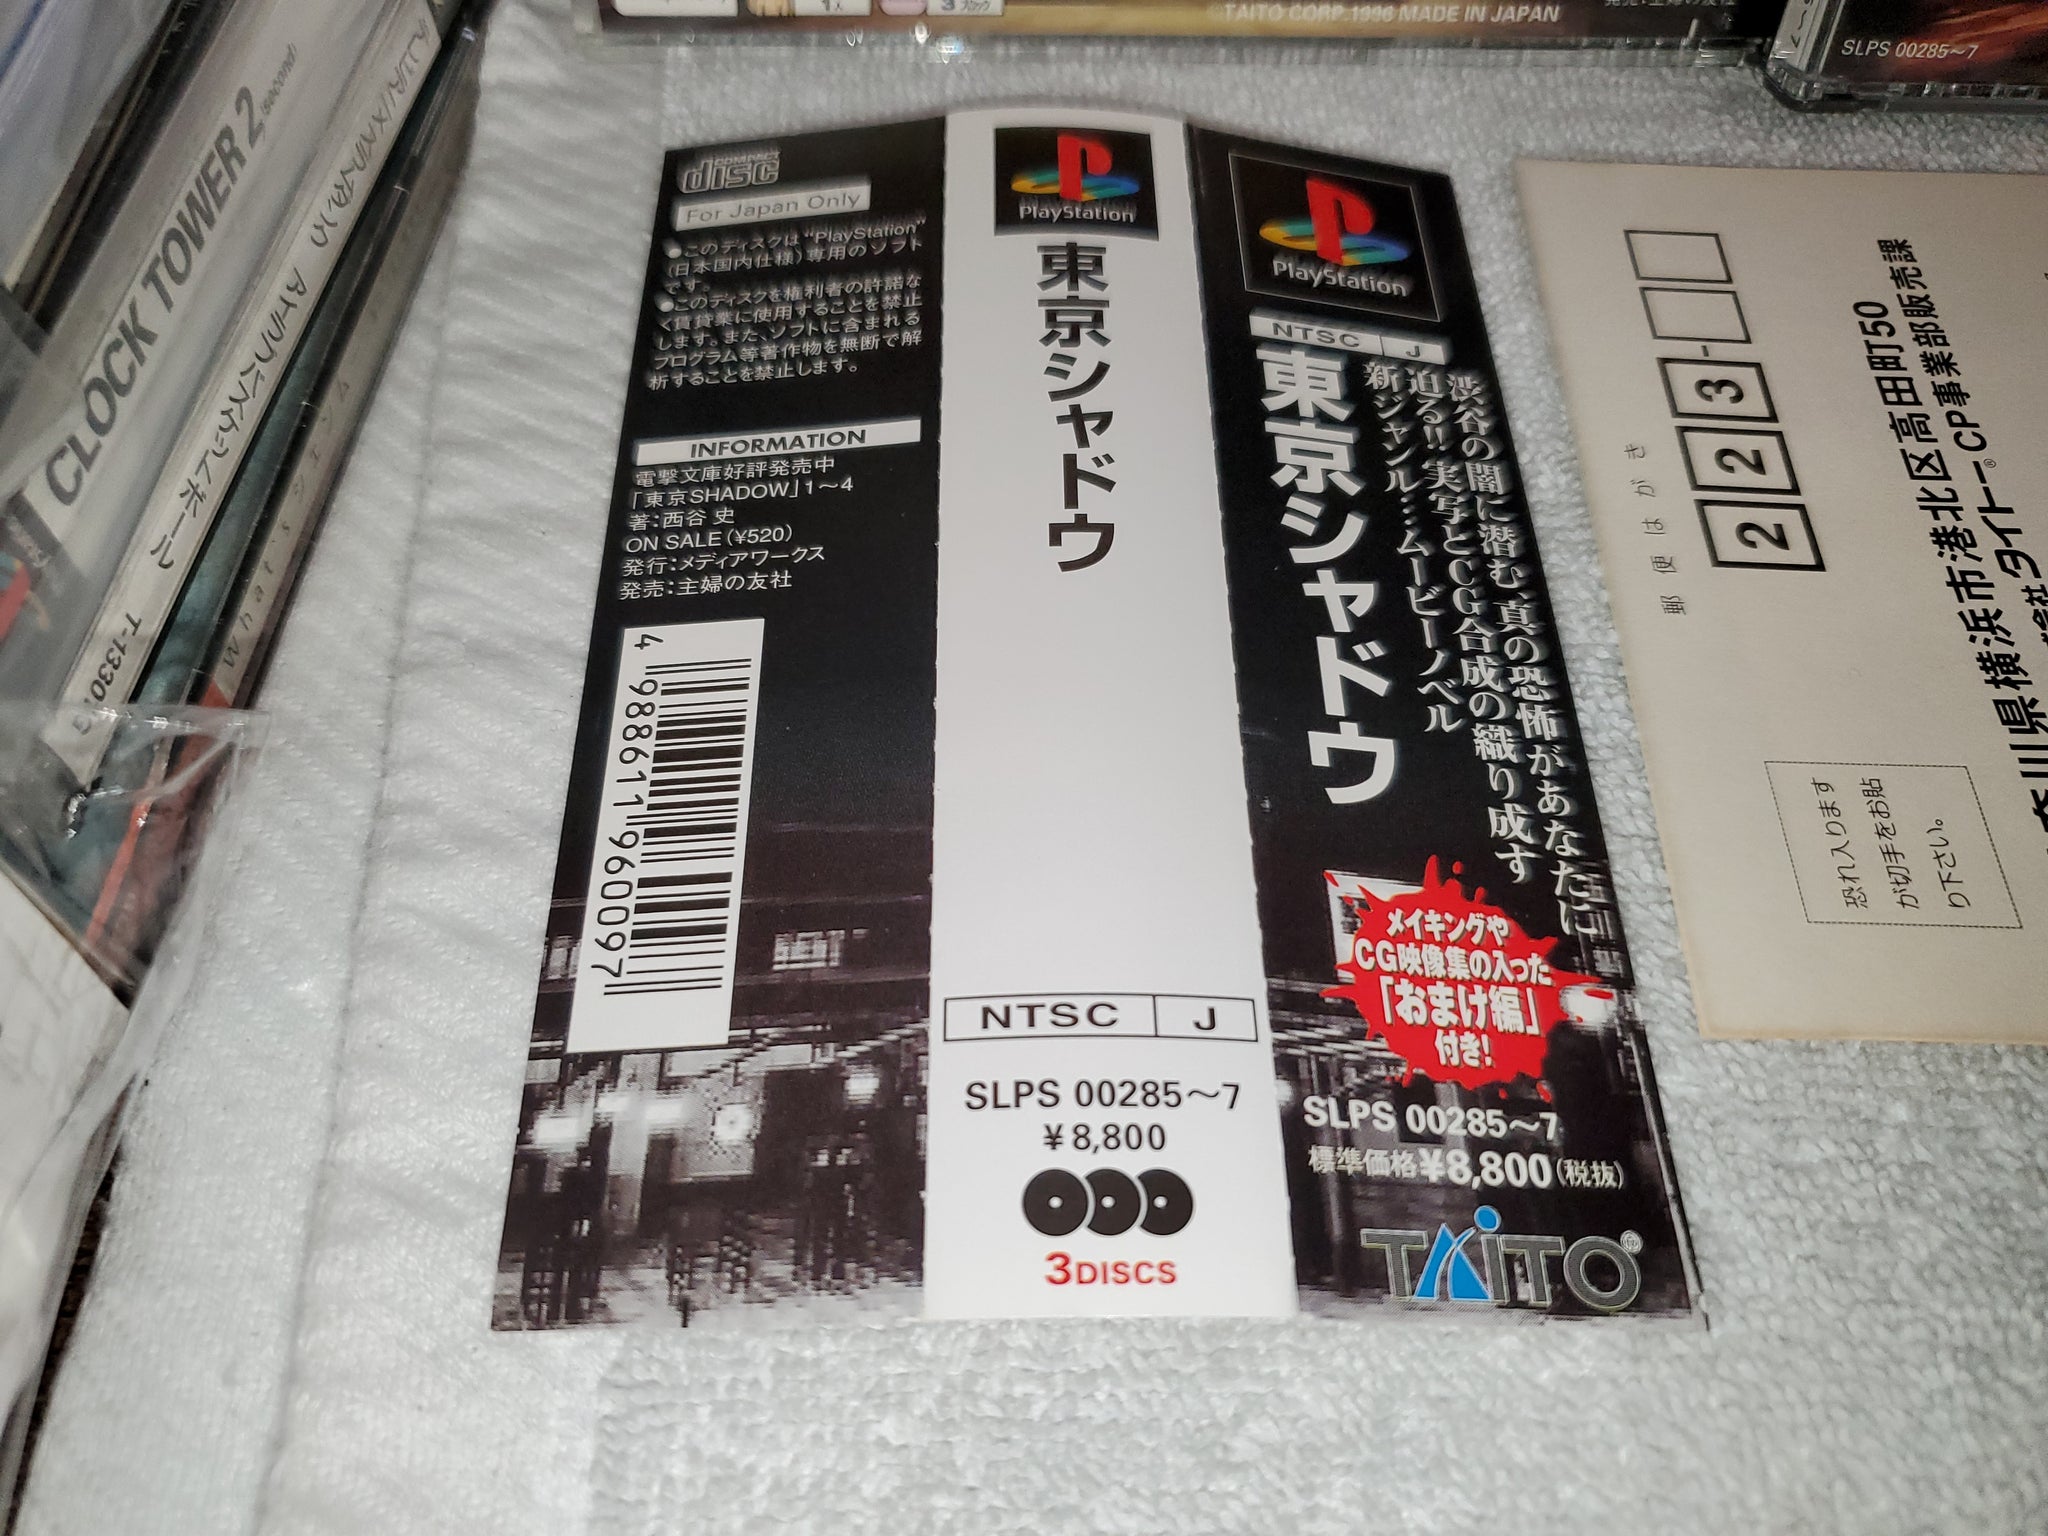 TAITO CORP.1996 MADE IN JAPAN
SLPS 00285~7
CLOCK TOWER 2
(second)
T-1330
COMPACT
disc
For Japan Only
●このディスクは“PlayStation”
(日本国内仕様)専用のソフト
です。
●このディスクを権利者の許諾な
く賃貸業に使用することを禁止
します。また、ソフトに含まれる
プログラム等著作物を無断で解
析することを禁止します。
INFORMATION
電撃文庫好評発売中
「東京SHADOW」1〜4
著:西谷 史
ON SALE(¥520)
発行:メディアワークス
発売:主婦の友社
4 988611 960097
PlayStation
東京シャドウ
NTSC J
SLPS 00285〜7
¥8,800
3DISCS
PlayStation
NTSC J
東京シャドウ
渋谷の闇に潜む、真の恐怖があなたに
迫る!!実写とCG合成の織り成す
新ジャンル…ムービーノベル
メイキングや
CG映像集の入った
「おまけ編」
付き!
SLPS 00285〜7
標準価格¥8,800(税抜)
TAITO
郵便はがき
223-
横浜市港北区高田町50
タイトー CP事業部販売課
恐れ入ります
が切手をお貼
り下さい。